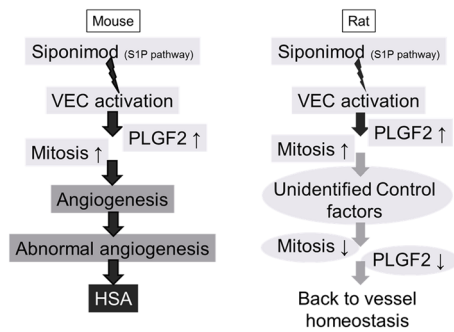 Mouse
Siponimod (S1P pathway)
VEC activation
PLGF2 ↑
Mitosis ↑
Angiogenesis
Abnormal angiogenesis
HSA
Rat
Siponimod (S1P pathway)
VEC activation
PLGF2 ↑
Mitosis ↑
Unidentified Control
factors
Mitosis ↓
PLGF2 ↓
Back to vessel
homeostasis